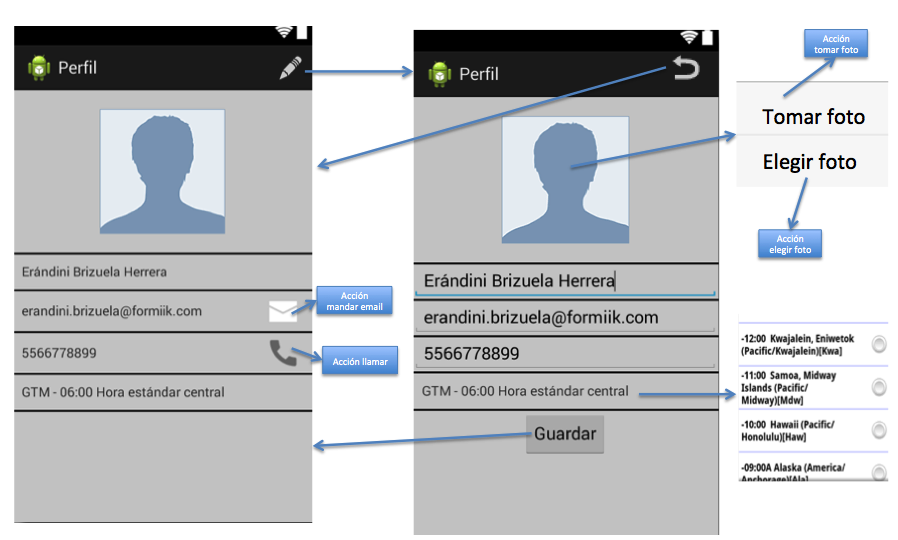 Perfil
Erándini Brizuela Herrera
erandini.brizuela@formiik.com
5566778899
GTM - 06:00 Hora estándar central
Acción
mandar email
Acción llamar
Perfil
Erándini Brizuela Herrera
erandini.brizuela@formiik.com
5566778899
GTM - 06:00 Hora estándar central
Guardar
Acción
tomar foto
Tomar foto
Elegir foto
Acción
elegir foto
-12:00 Kwajalein, Eniwetok
(Pacific/Kwajalein)[Kwa]
-11:00 Samoa, Midway
Islands (Pacific/
Midway)[Mdw]
-10:00 Hawaii (Pacific/
Honolulu)[Haw]
-09:00A Alaska (America/
Anchorage)[Ala]